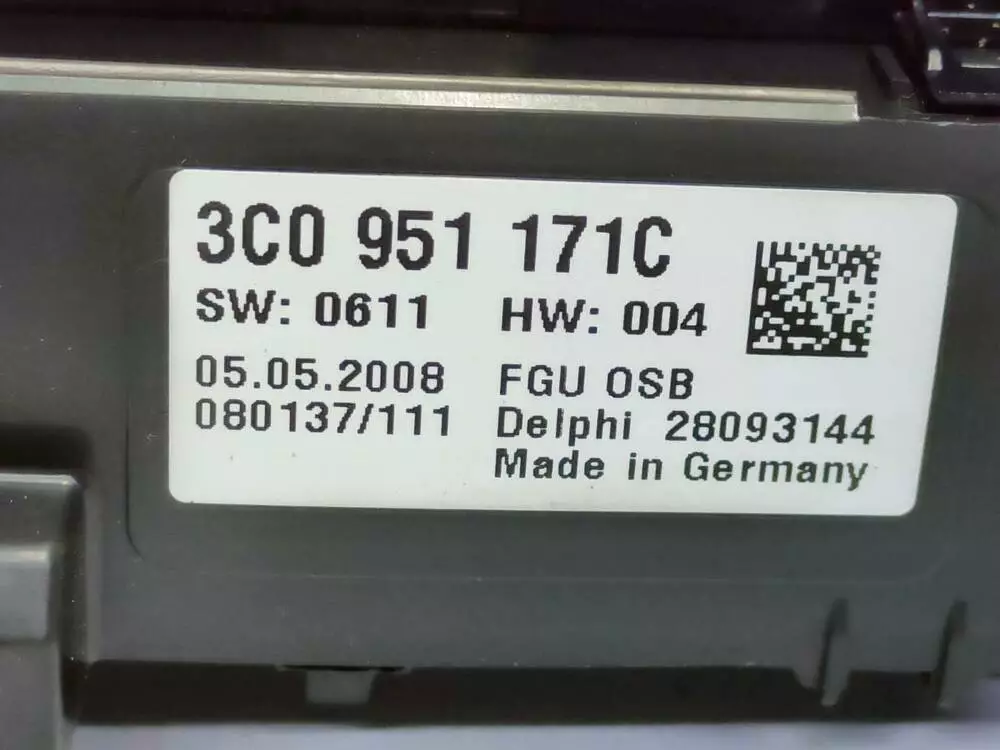 3C0 951 171C
SW: 0611 HW: 004
05.05.2008 FGU OSB
080137/111 Delphi 28093144
Made in Germany